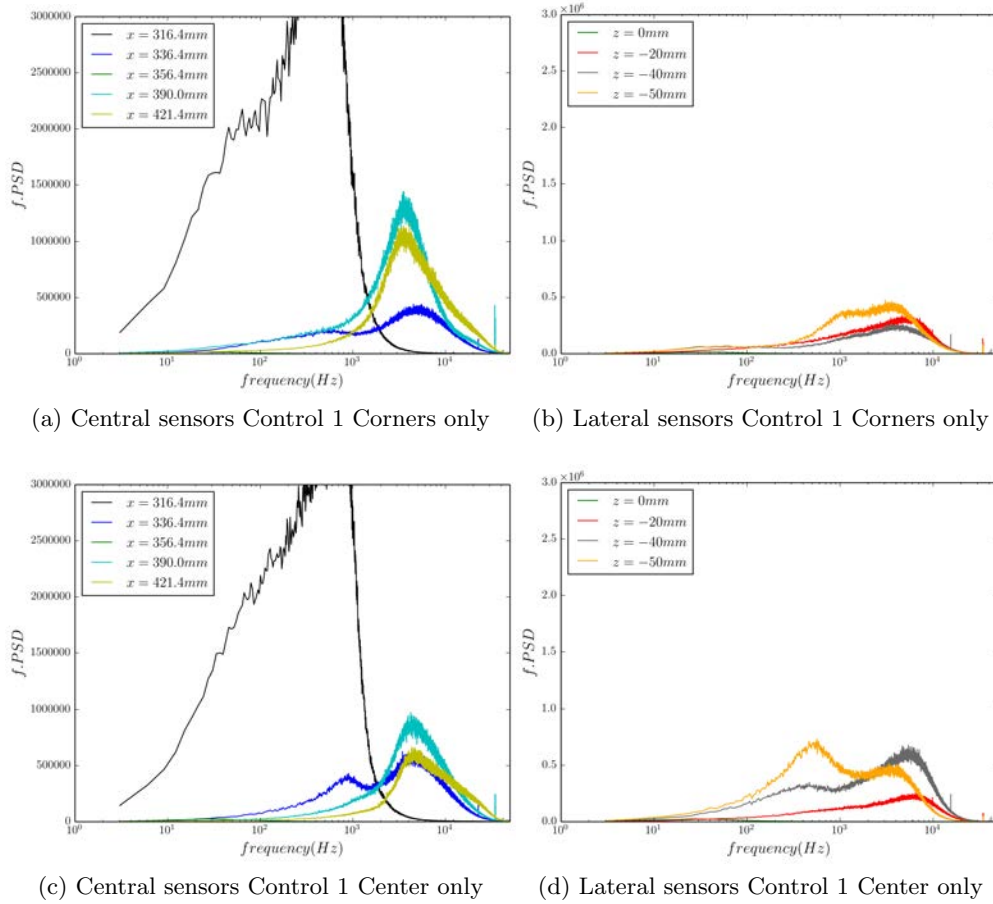 3000000
2500000
2000000
1500000
1000000
500000
0
f.PSD
x = 316.4mm
x = 336.4mm
x = 356.4mm
x = 390.0mm
x = 421.4mm
10^0 10^1 10^2 10^3 10^4
frequency(Hz)
(a) Central sensors Control 1 Corners only
×10^6
3.0
2.5
2.0
1.5
1.0
0.5
0.0
f.PSD
z = 0mm
z = −20mm
z = −40mm
z = −50mm
10^0 10^1 10^2 10^3 10^4
frequency(Hz)
(b) Lateral sensors Control 1 Corners only
3000000
2500000
2000000
1500000
1000000
500000
0
f.PSD
x = 316.4mm
x = 336.4mm
x = 356.4mm
x = 390.0mm
x = 421.4mm
10^0 10^1 10^2 10^3 10^4
frequency(Hz)
(c) Central sensors Control 1 Center only
×10^6
3.0
2.5
2.0
1.5
1.0
0.5
0.0
f.PSD
z = 0mm
z = −20mm
z = −40mm
z = −50mm
10^0 10^1 10^2 10^3 10^4
frequency(Hz)
(d) Lateral sensors Control 1 Center only